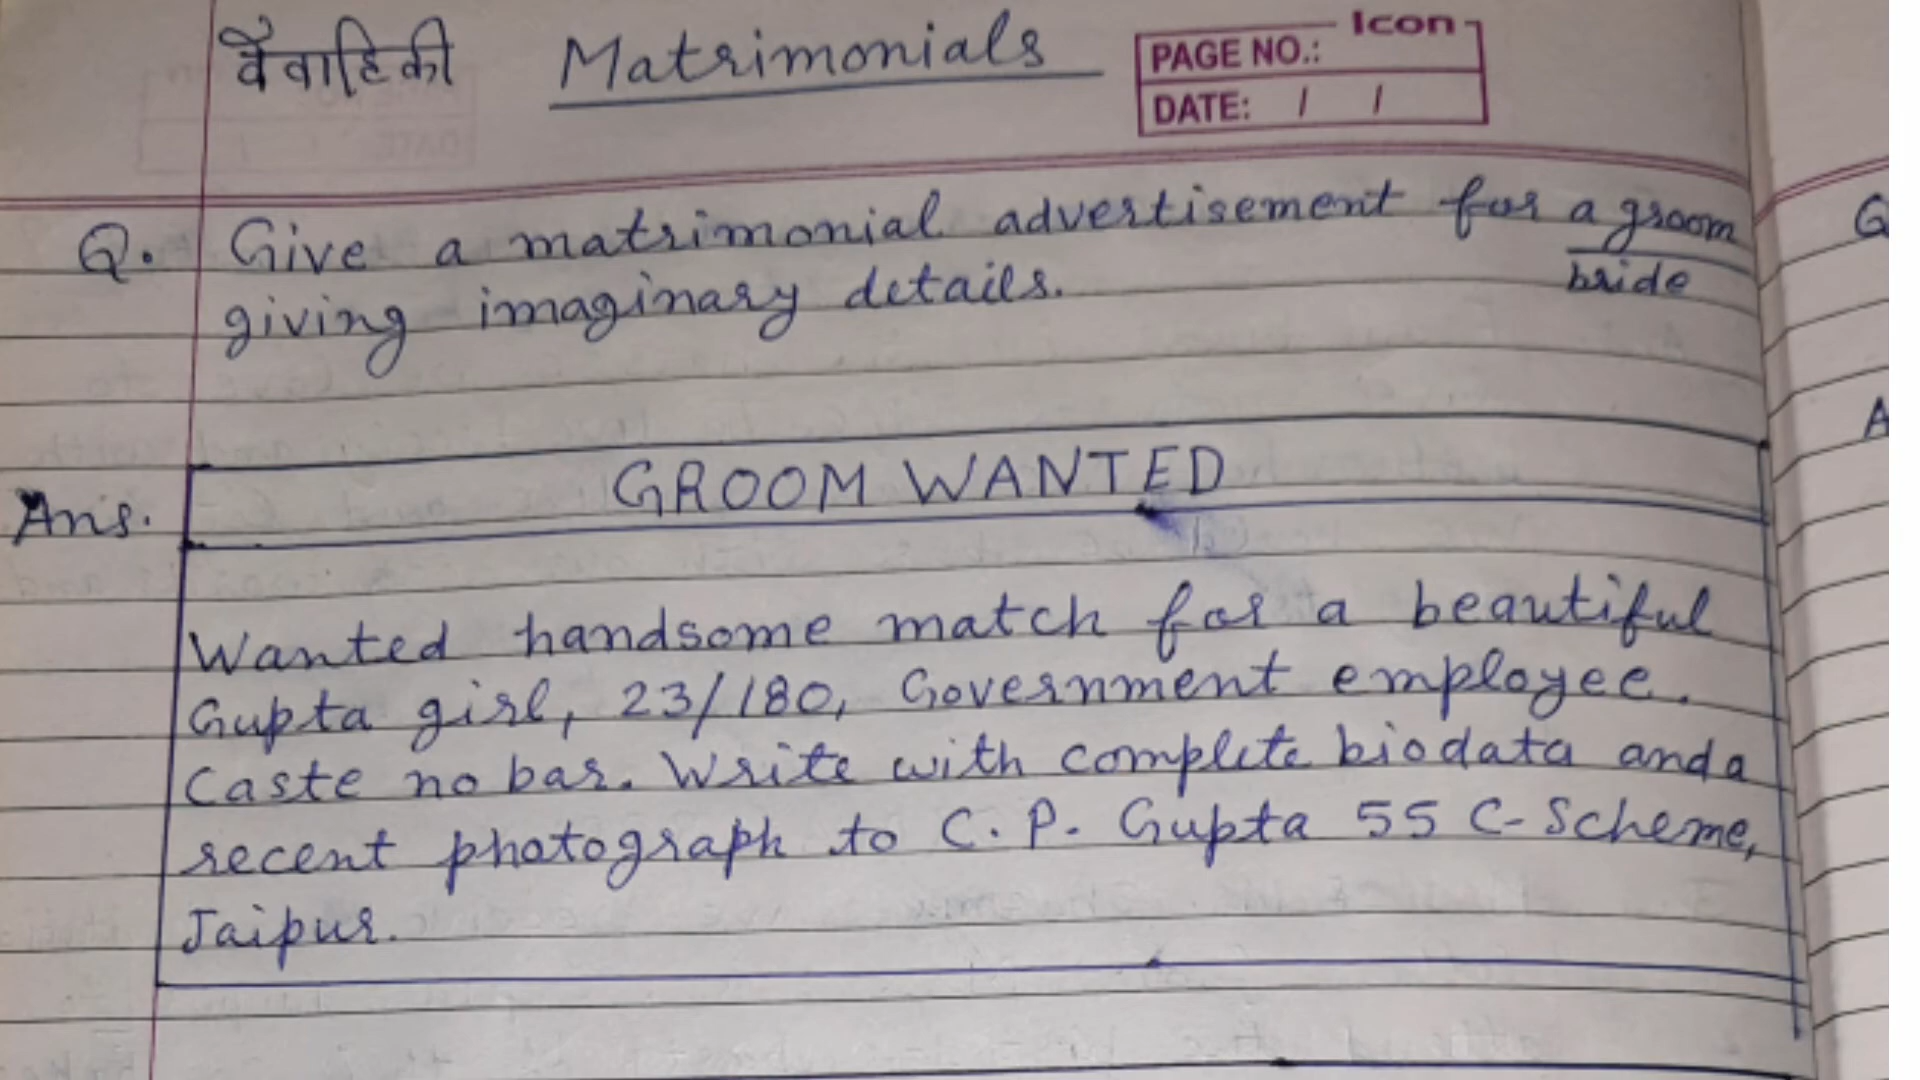 वैवाहिकी Matrimonials
Icon
PAGE NO.:
DATE: / /
Q. Give a matrimonial advertisement for a groom
bride
giving imaginary details.
Ans. GROOM WANTED
Wanted handsome match for a beautiful
Gupta girl, 23/180, Government employee.
Caste no bar. Write with complete biodata and a
recent photograph to C. P. Gupta 55 C-Scheme,
Jaipur.